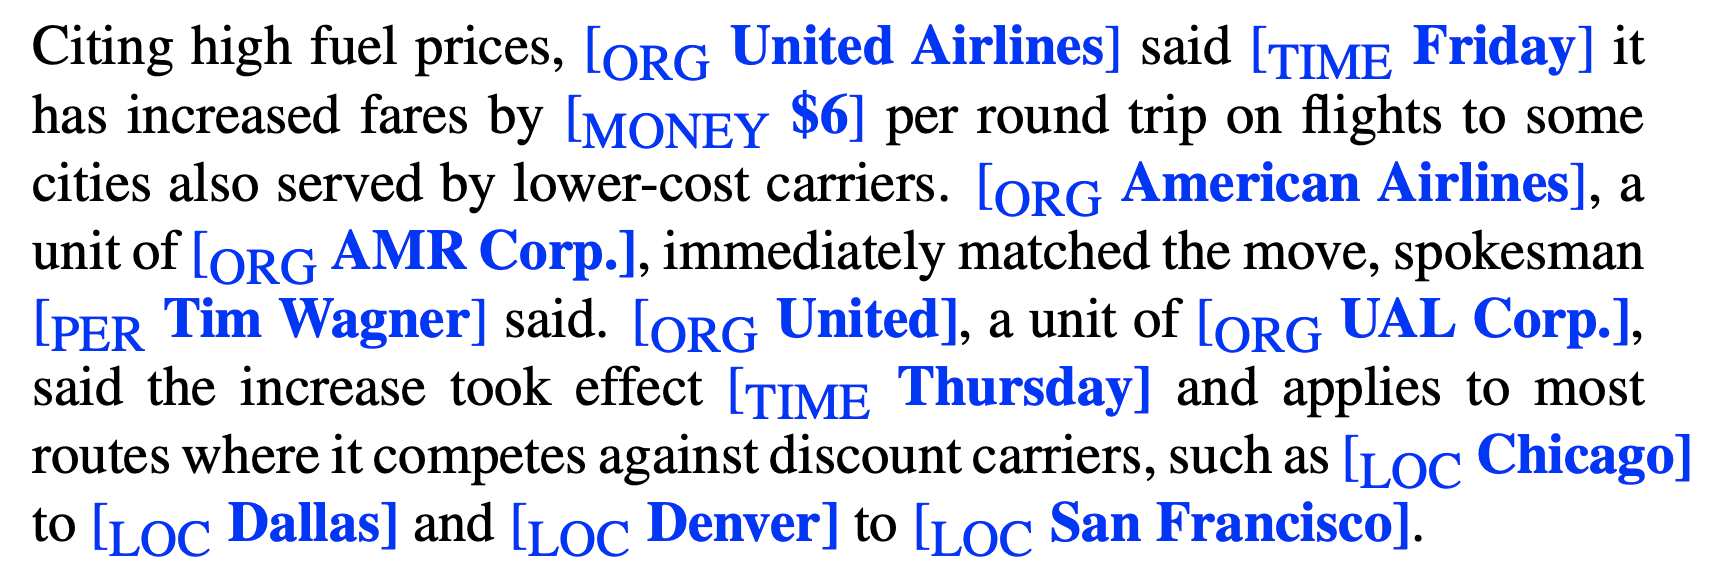 Citing high fuel prices, [ORG United Airlines] said [TIME Friday] it
has increased fares by [MONEY $6] per round trip on flights to some
cities also served by lower-cost carriers. [ORG American Airlines], a
unit of [ORG AMR Corp.], immediately matched the move, spokesman
[PER Tim Wagner] said. [ORG United], a unit of [ORG UAL Corp.],
said the increase took effect [TIME Thursday] and applies to most
routes where it competes against discount carriers, such as [LOC Chicago]
to [LOC Dallas] and [LOC Denver] to [LOC San Francisco].